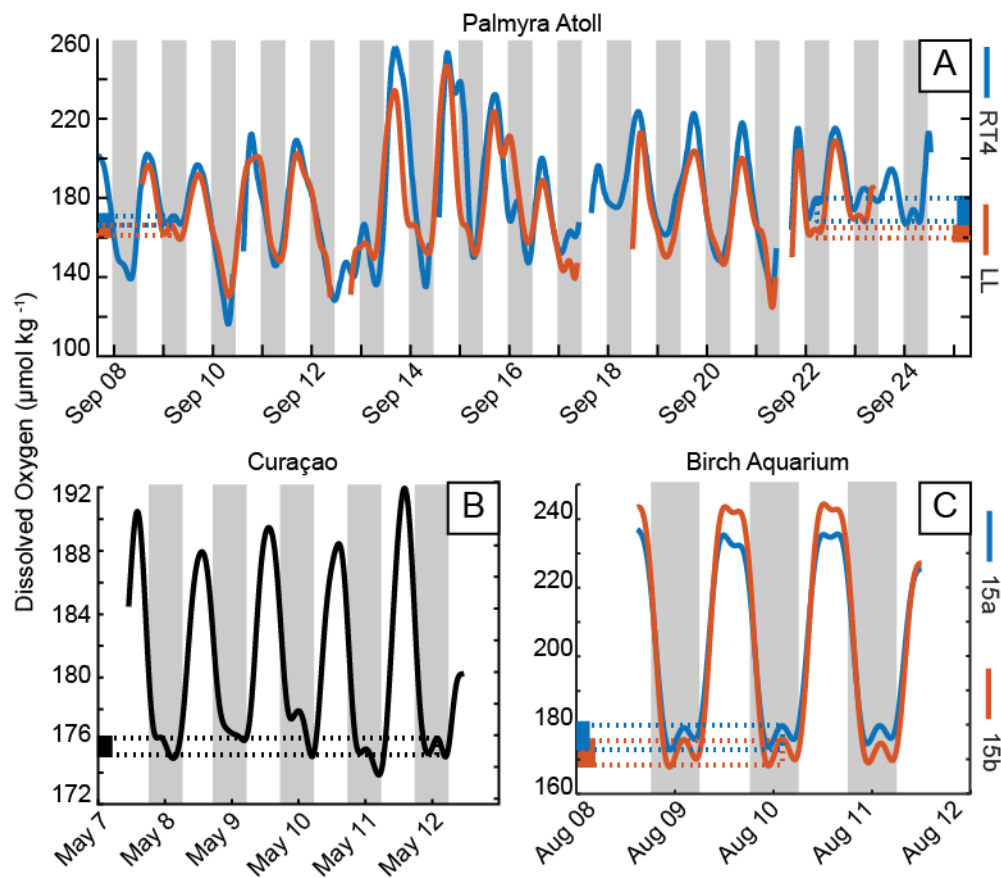 Palmyra Atoll
A
260
220
180
140
100
RT4
LL
Sep 08
Sep 10
Sep 12
Sep 14
Sep 16
Sep 18
Sep 20
Sep 22
Sep 24
Dissolved Oxygen (µmol kg⁻¹)
Curaçao
B
192
188
184
180
176
172
May 7
May 8
May 9
May 10
May 11
May 12
Birch Aquarium
C
240
220
200
180
160
15a
15b
Aug 08
Aug 09
Aug 10
Aug 11
Aug 12